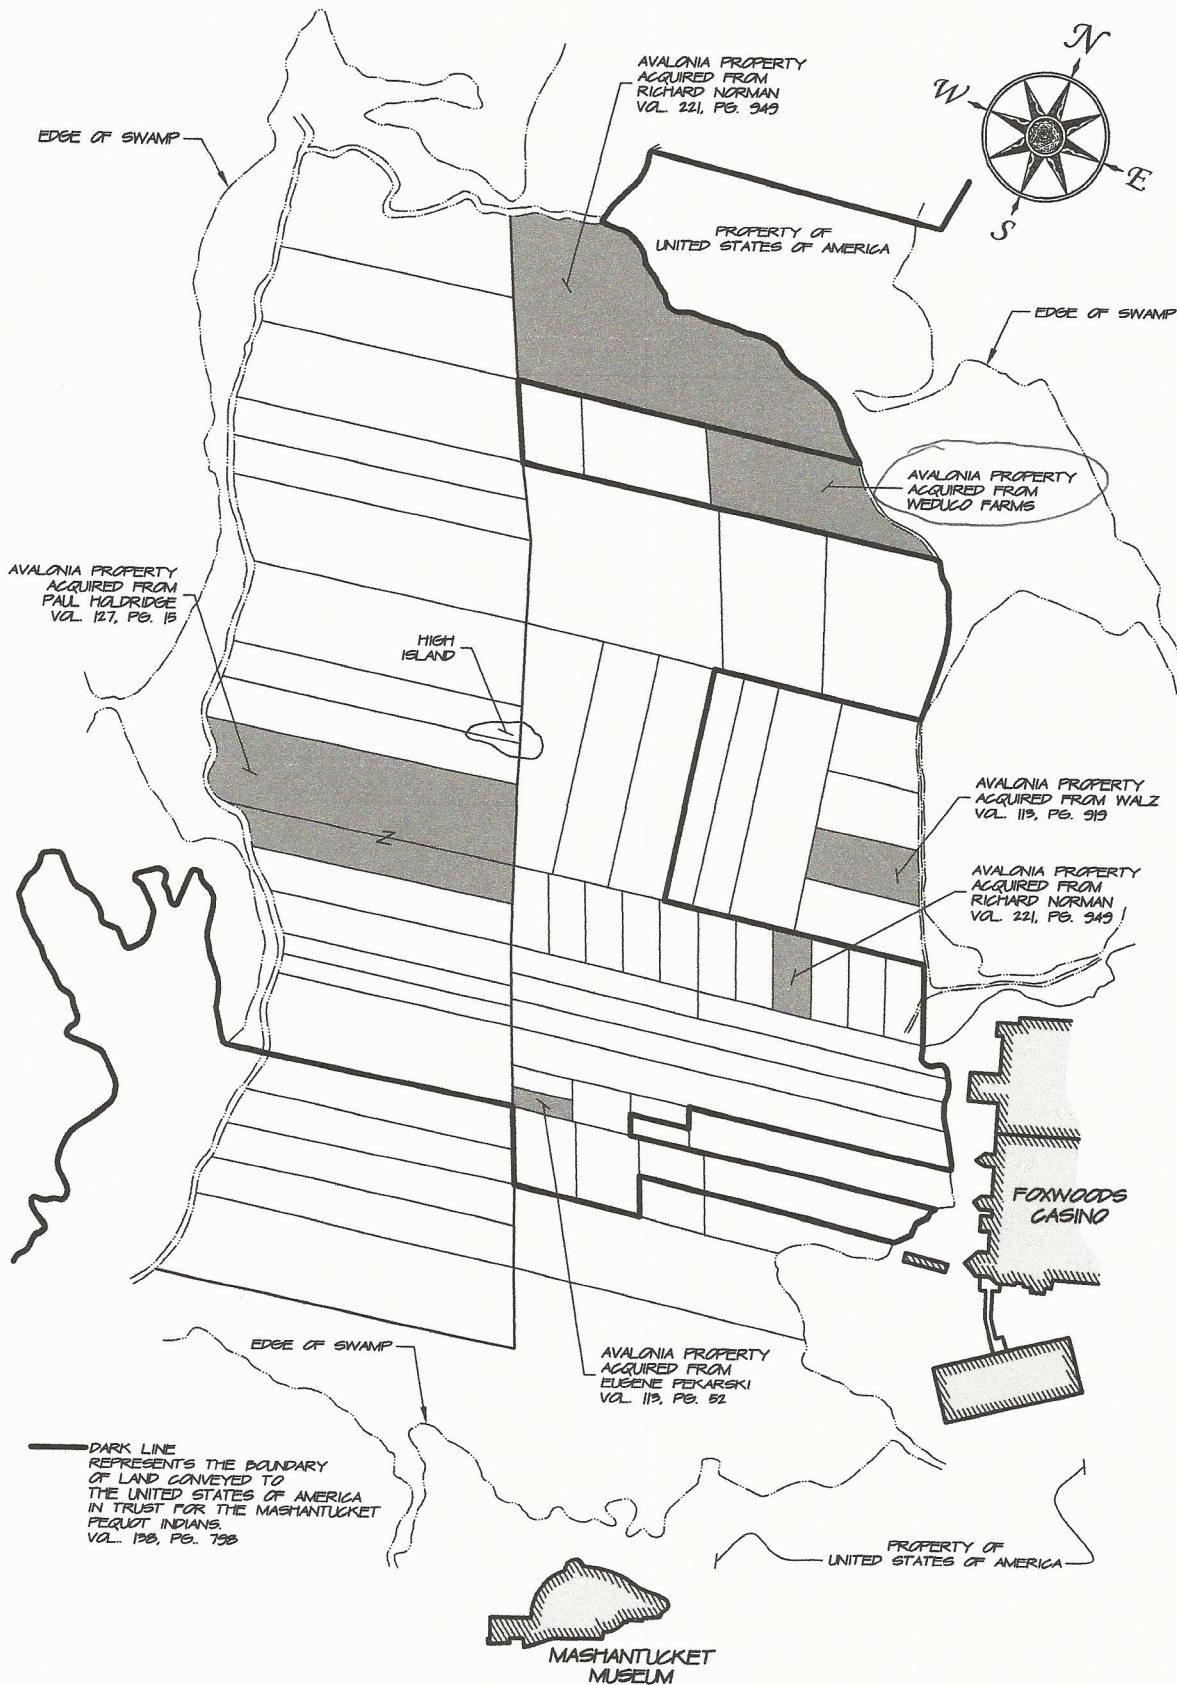 N
W
E
S
AVALONIA PROPERTY
ACQUIRED FROM
RICHARD NORMAN
VOL. 221, PG. 949
EDGE OF SWAMP
PROPERTY OF
UNITED STATES OF AMERICA
EDGE OF SWAMP
AVALONIA PROPERTY
ACQUIRED FROM
WEDUCO FARMS
AVALONIA PROPERTY
ACQUIRED FROM
PAUL HOLDRIDGE
VOL. 127, PG. 15
HIGH
ISLAND
AVALONIA PROPERTY
ACQUIRED FROM WALZ
VOL. 113, PG. 919
Z
AVALONIA PROPERTY
ACQUIRED FROM
RICHARD NORMAN
VOL. 221, PG. 949
FOXWOODS
CASINO
EDGE OF SWAMP
AVALONIA PROPERTY
ACQUIRED FROM
EUGENE PEKARSKI
VOL. 113, PG. 52
DARK LINE
REPRESENTS THE BOUNDARY
OF LAND CONVEYED TO
THE UNITED STATES OF AMERICA
IN TRUST FOR THE MASHANTUCKET
PEQUOT INDIANS.
VOL.. 138, PG.. 798
PROPERTY OF
UNITED STATES OF AMERICA
MASHANTUCKET
MUSEUM